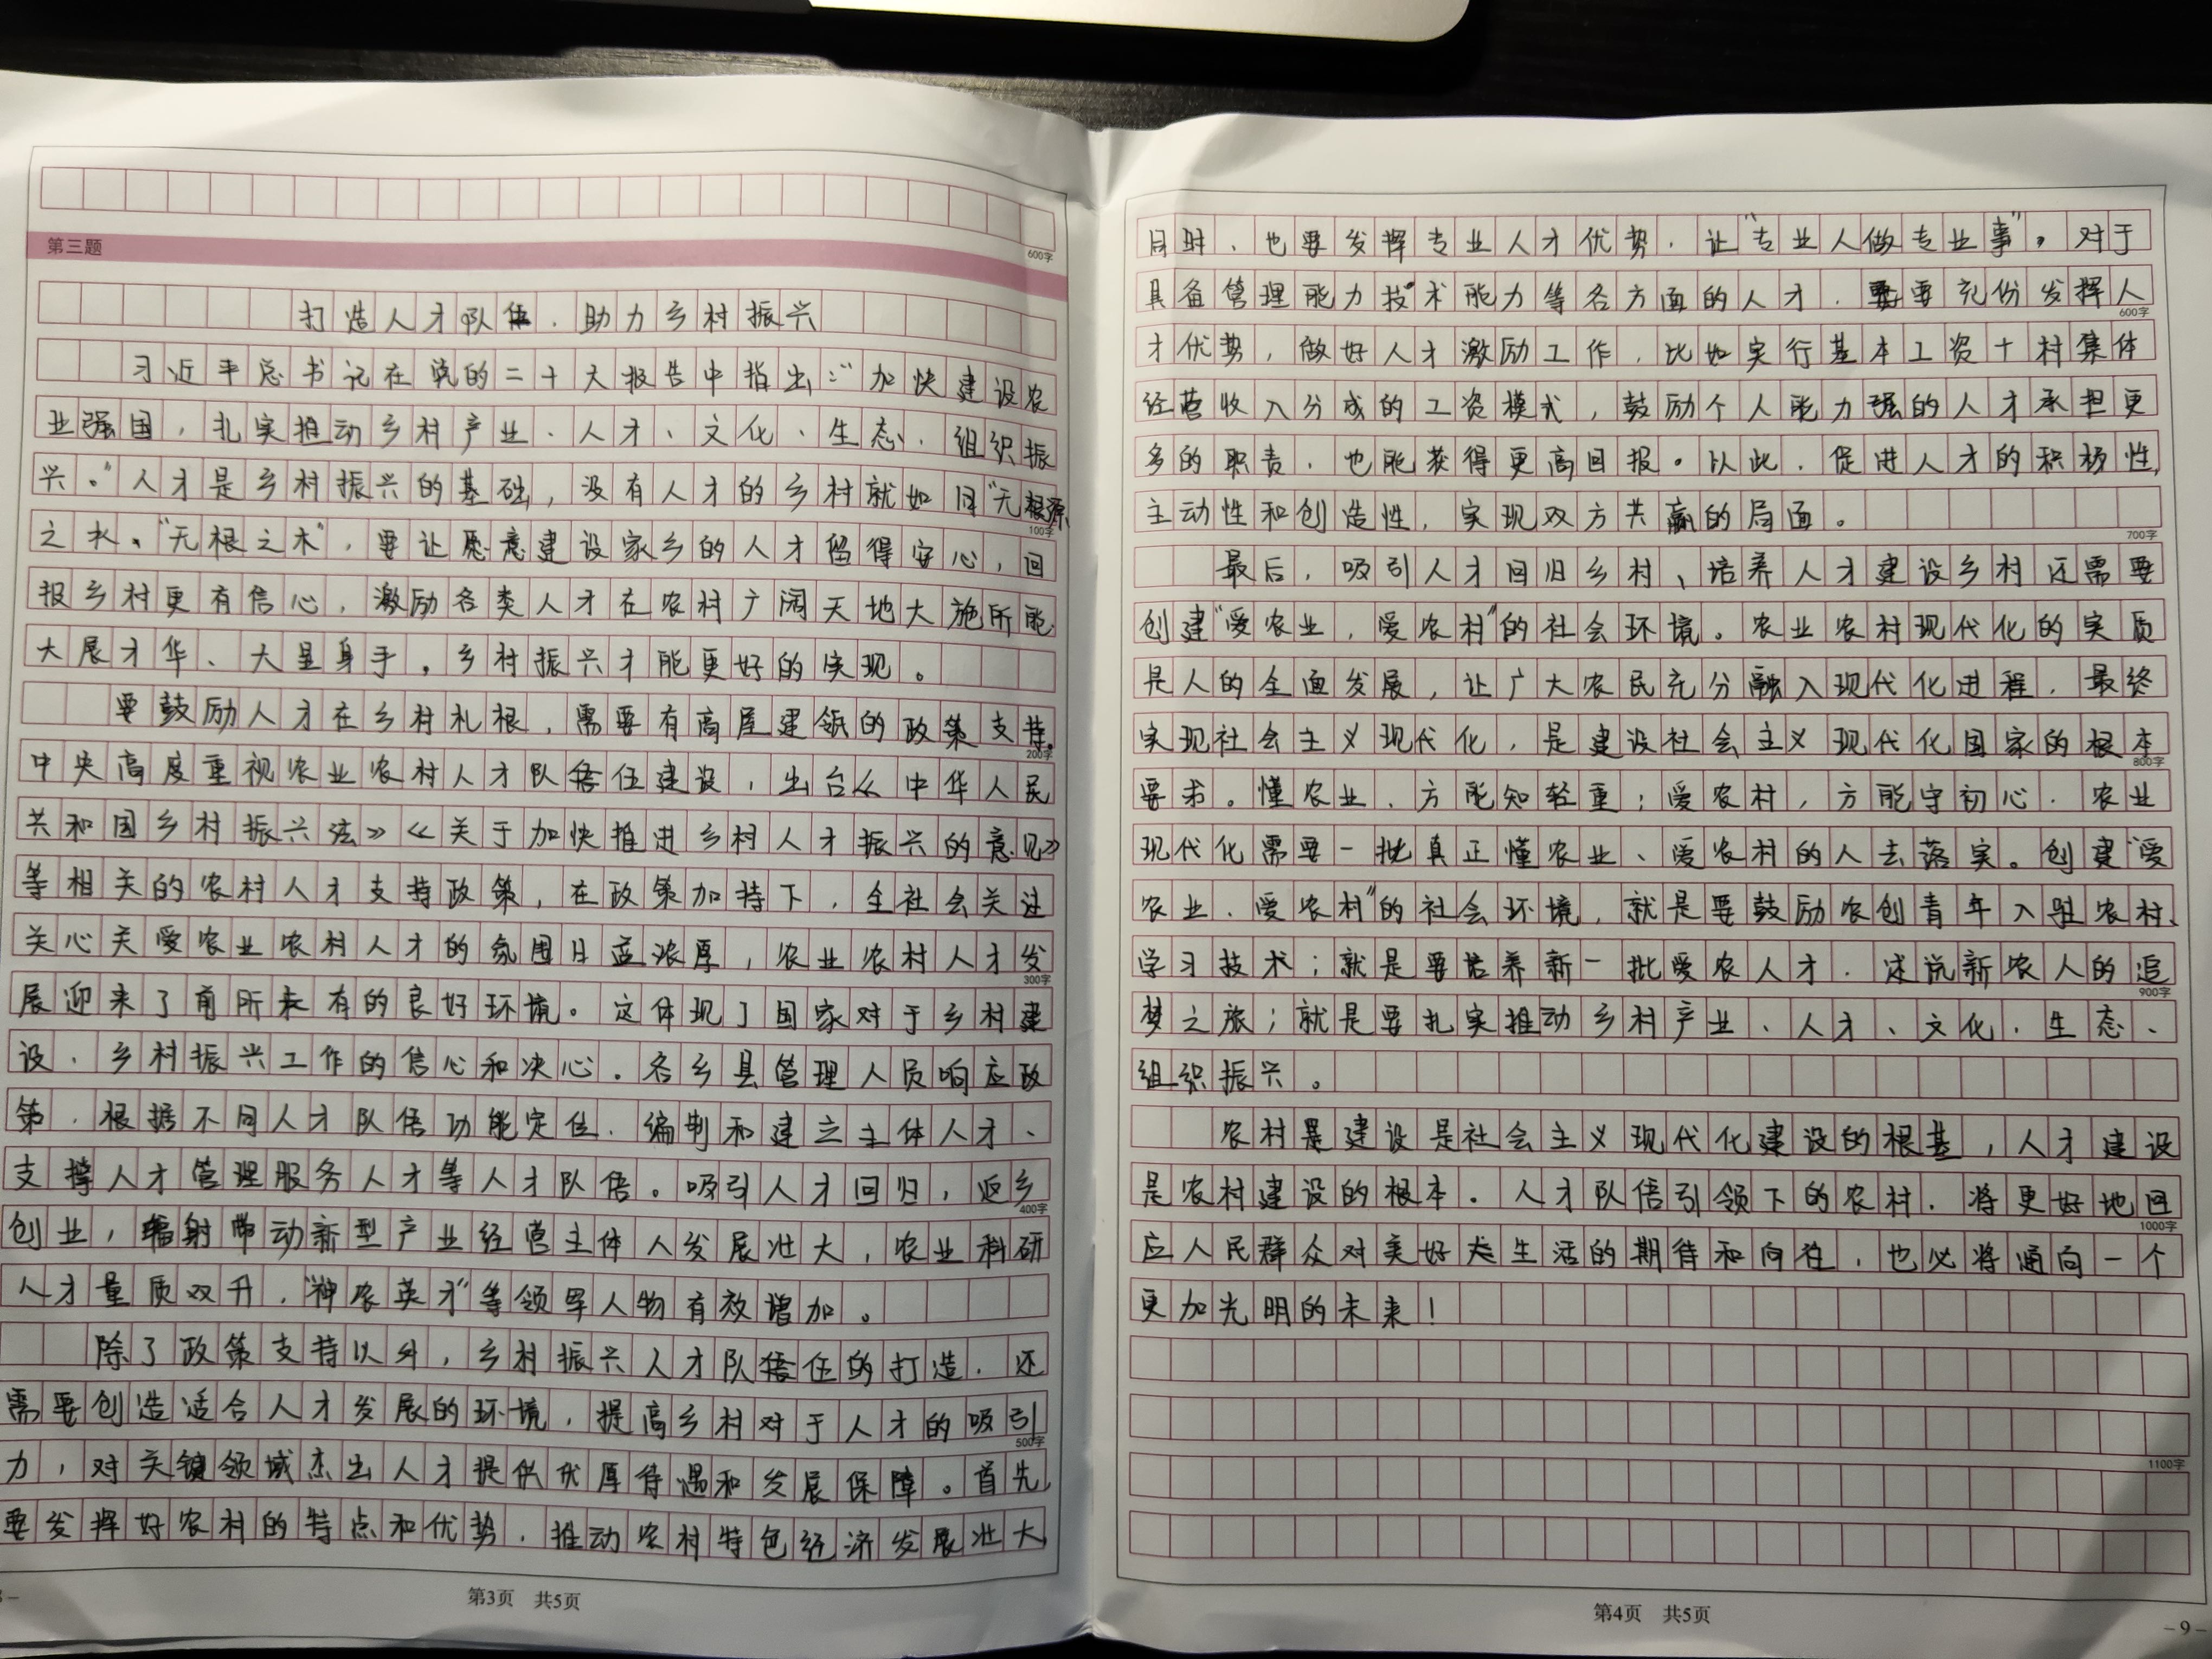 600字
第三题
打造人才队伍，助力乡村振兴
习近平总书记在党的二十大报告中指出：“加快建设农
业强国，扎实推动乡村产业、人才、文化、生态、组织振
兴。”人才是乡村振兴的基础，没有人才的乡村就如同“无源
100字
之水、“无根之木”，要让愿意建设家乡的人才留得安心，回
报乡村更有信心，激励各类人才在农村广阔天地大施所能
大展才华、大显身手，乡村振兴才能更好的实现。
要鼓励人才在乡村札根，需要有高屋建瓴的政策支持。
200字
中央高度重视农业农村人才队伍建设，出台《中华人民
共和国乡村振兴法》《关于加快推进乡村人才振兴的意见》
等相关的农村人才支持政策，在政策加持下，全社会关注
关心关爱农业农村人才的氛围日益浓厚，农业农村人才发
300字
展迎来了前所未有的良好环境。这体现了国家对于乡村建
设、乡村振兴工作的信心和决心。各乡县管理人员响应政
策，根据不同人才队倍功能定位，编制和建立主体人才、
支撑人才管理服务人才等人才队倍。吸引人才回归，返乡
400字
创业，辐射带动新型产业经营主体人发展壮大，农业科研
人才量质双升，“神农英才”等领军人物有效增加。
除了政策支持以外，乡村振兴人才队伍的打造，还
需要创造适合人才发展的环境，提高乡村对于人才的吸引
500字
力，对关键领域杰出人才提供优厚待遇和发展保障。首先，
要发挥好农村的特点和优势，推动农村特色经济发展壮大，
第3页 共5页
同时，也要发挥专业人才优势，让“专业人做专业事”。对于
具备管理能力技术能力等各方面的人才，要充份发挥人
600字
才优势，做好人才激励工作，比如实行基本工资+村集体
经营收入分成的工资模式，鼓励个人能力强的人才承担更
多的职责，也能获得更高回报。以此，促进人才的积极性，
主动性和创造性，实现双方共赢的局面。
700字
最后，吸引人才回归乡村、培养人才建设乡村还需要
创建“爱农业，爱农村”的社会环境。农业农村现代化的实质
是人的全面发展，让广大农民充分融入现代化进程，最终
实现社会主义现代化，是建设社会主义现代化国家的根本
800字
要求。懂农业、方能知轻重；爱农村，方能守初心。农业
现代化需要一批真正懂农业、爱农村的人去落实。创建“爱
农业、爱农村”的社会环境，就是要鼓励农创青年入驻农村、
学习技术；就是要培养新一批爱农人才，述说新农人的追
900字
梦之旅；就是要扎实推动乡村产业、人才、文化、生态、
组织振兴。
农村是建设是社会主义现代化建设的根基，人才建设
是农村建设的根本。人才队倍引领下的农村，将更好地回
1000字
应人民群众对美好生活的期待和向往，也必将通向一个
更加光明的未来！
1100字
第4页 共5页
－9－